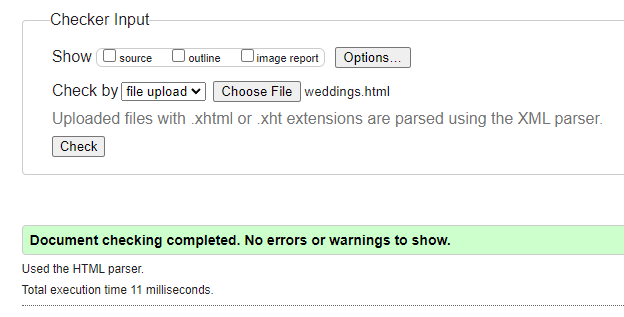 Checker Input
Show source outline image report Options...
Check by file upload Choose File weddings.html
Uploaded files with .xhtml or .xht extensions are parsed using the XML parser.
Check
Document checking completed. No errors or warnings to show.
Used the HTML parser.
Total execution time 11 milliseconds.